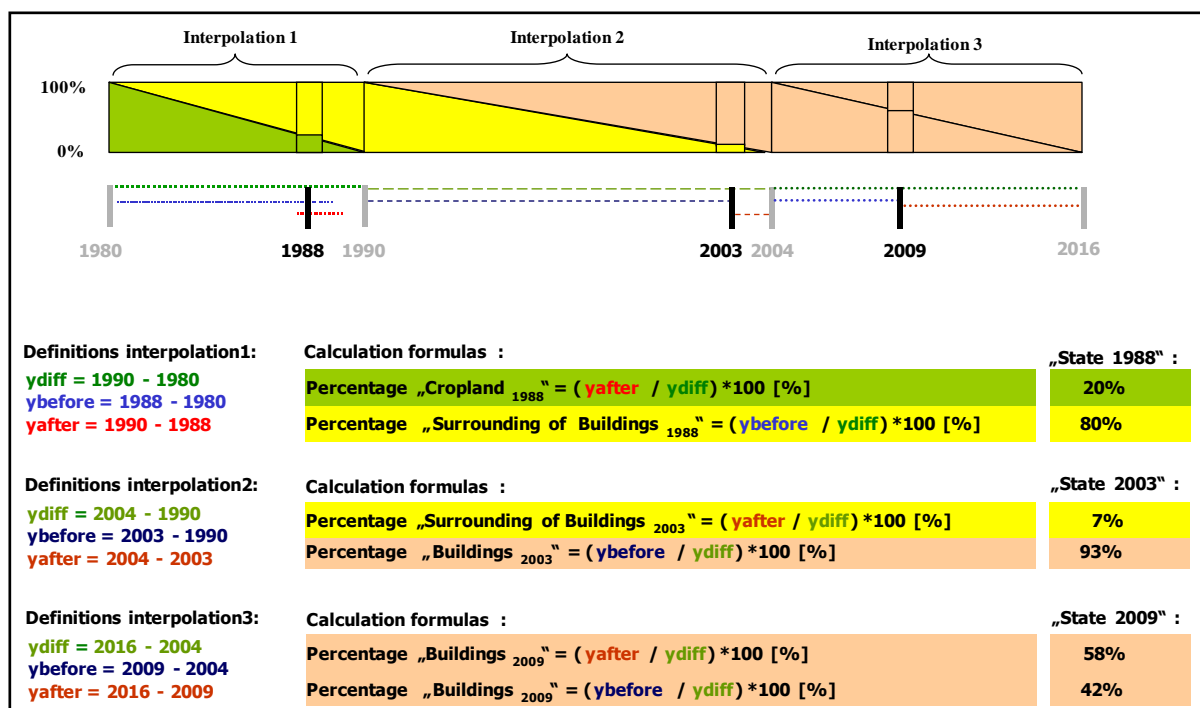 Interpolation 1 Interpolation 2 Interpolation 3
100%
0%
1980 1988 1990 2003 2004 2009 2016
Definitions interpolation1: Calculation formulas : „State 1988“ :
ydiff = 1990 - 1980
ybefore = 1988 - 1980
yafter = 1990 - 1988
Percentage „Cropland 1988“ = ( yafter / ydiff) *100 [%] 20%
Percentage „Surrounding of Buildings 1988“ = (ybefore / ydiff) *100 [%] 80%
Definitions interpolation2: Calculation formulas : „State 2003“ :
ydiff = 2004 - 1990
ybefore = 2003 - 1990
yafter = 2004 - 2003
Percentage „Surrounding of Buildings 2003“ = (yafter / ydiff) *100 [%] 7%
Percentage „Buildings 2003“ = (ybefore / ydiff) *100 [%] 93%
Definitions interpolation3: Calculation formulas : „State 2009“ :
ydiff = 2016 - 2004
ybefore = 2009 - 2004
yafter = 2016 - 2009
Percentage „Buildings 2009“ = (yafter / ydiff) *100 [%] 58%
Percentage „Buildings 2009“ = (ybefore / ydiff) *100 [%] 42%